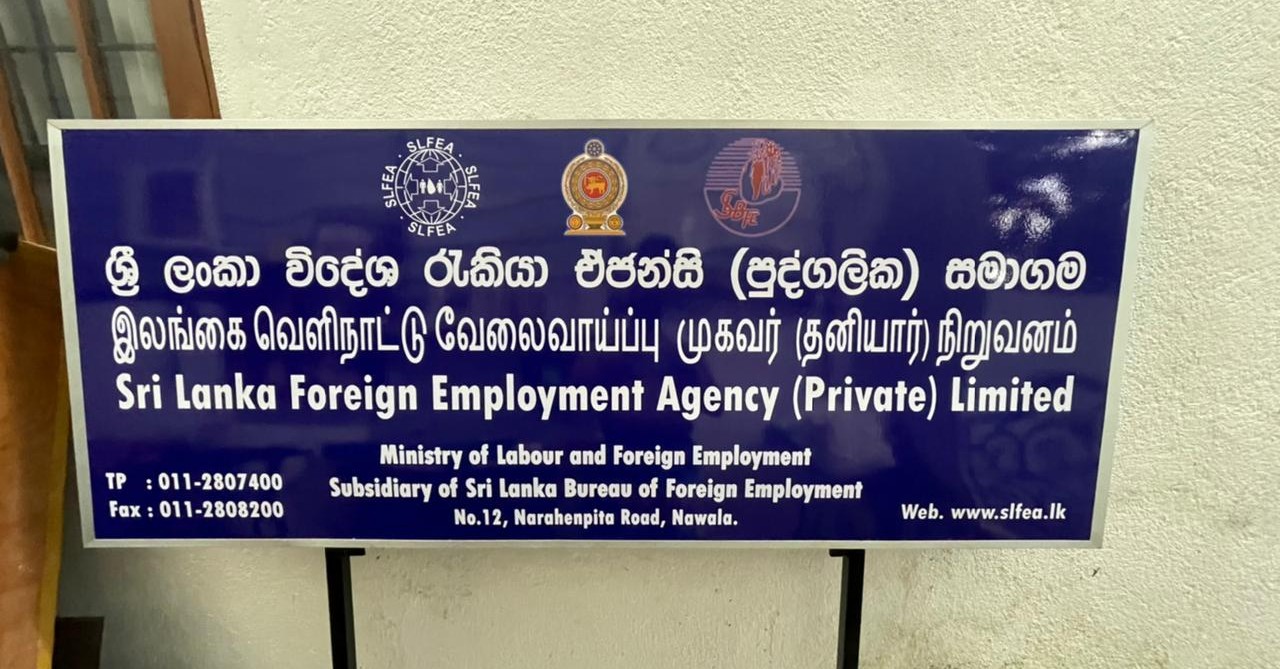 SLFEA SLFEA SLFEA SLFEA
ශ්‍රී ලංකා විදේශ රැකියා ඒජන්සි (පුද්ගලික) සමාගම
இலங்கை வெளிநாட்டு வேலைவாய்ப்பு முகவர் (தனியார்) நிறுவனம்
Sri Lanka Foreign Employment Agency (Private) Limited
Ministry of Labour and Foreign Employment
TP : 011-2807400
Subsidiary of Sri Lanka Bureau of Foreign Employment
Fax : 011-2808200
No.12, Narahenpita Road, Nawala.
Web. www.slfea.lk